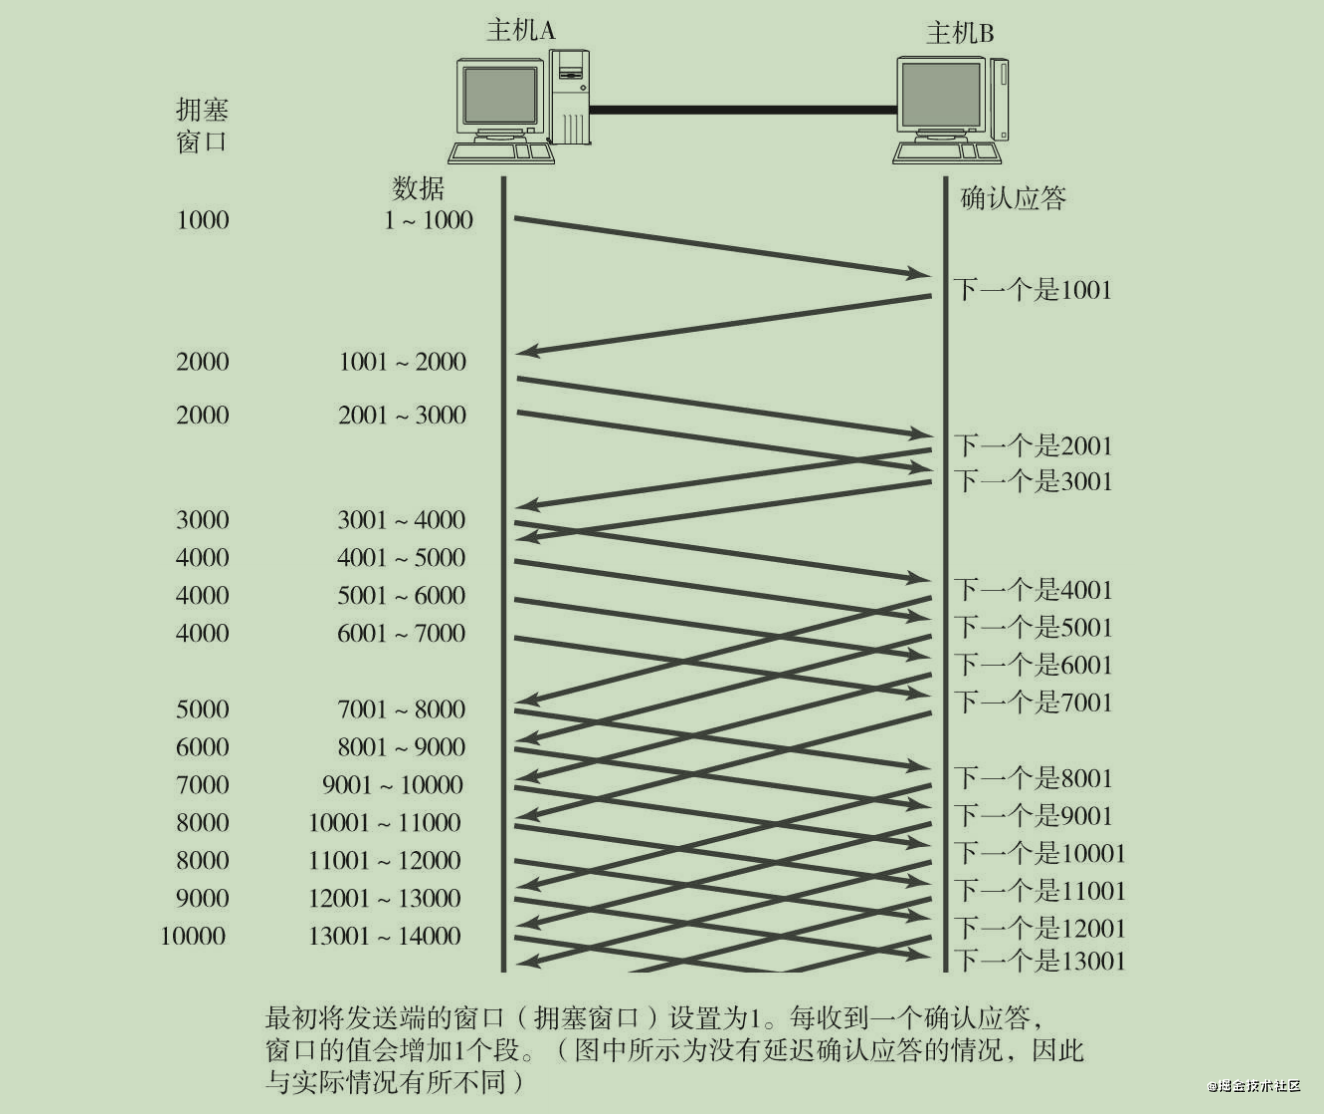 主机A
主机B
拥塞
窗口
数据
确认应答
1000
1~1000
下一个是1001
2000
1001~2000
2000
2001~3000
下一个是2001
下一个是3001
3000
3001~4000
4000
4001~5000
下一个是4001
4000
5001~6000
下一个是5001
4000
6001~7000
下一个是6001
5000
7001~8000
下一个是7001
6000
8001~9000
下一个是8001
7000
9001~10000
下一个是9001
8000
10001~11000
下一个是10001
8000
11001~12000
下一个是11001
9000
12001~13000
下一个是12001
10000
13001~14000
下一个是13001
最初将发送端的窗口（拥塞窗口）设置为1。每收到一个确认应答，
窗口的值会增加1个段。（图中所示为没有延迟确认应答的情况，因此
与实际情况有所不同）
@掘金技术社区